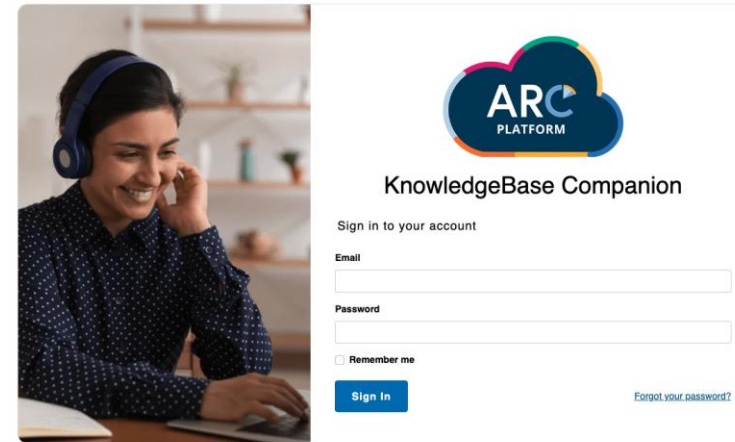 ARC
PLATFORM
KnowledgeBase Companion
Sign in to your account
Email
Password
Remember me
Sign In
Forgot your password?